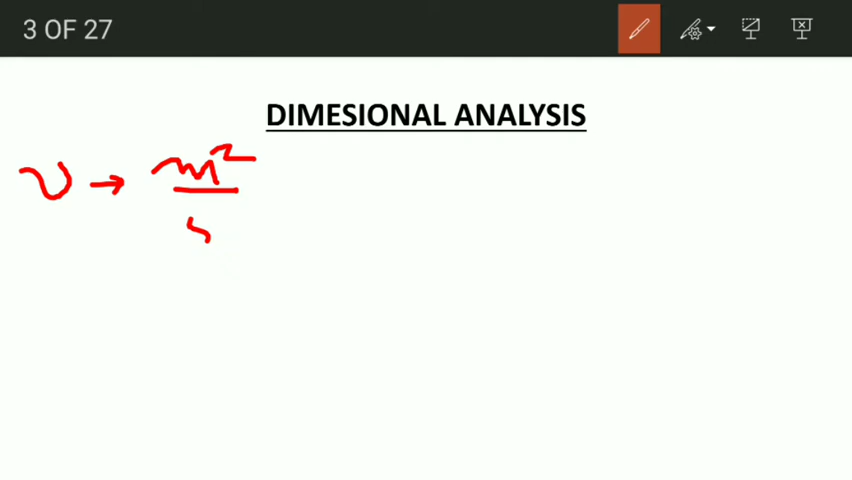 3 OF 27
DIMESIONAL ANALYSIS
ν → m²
s